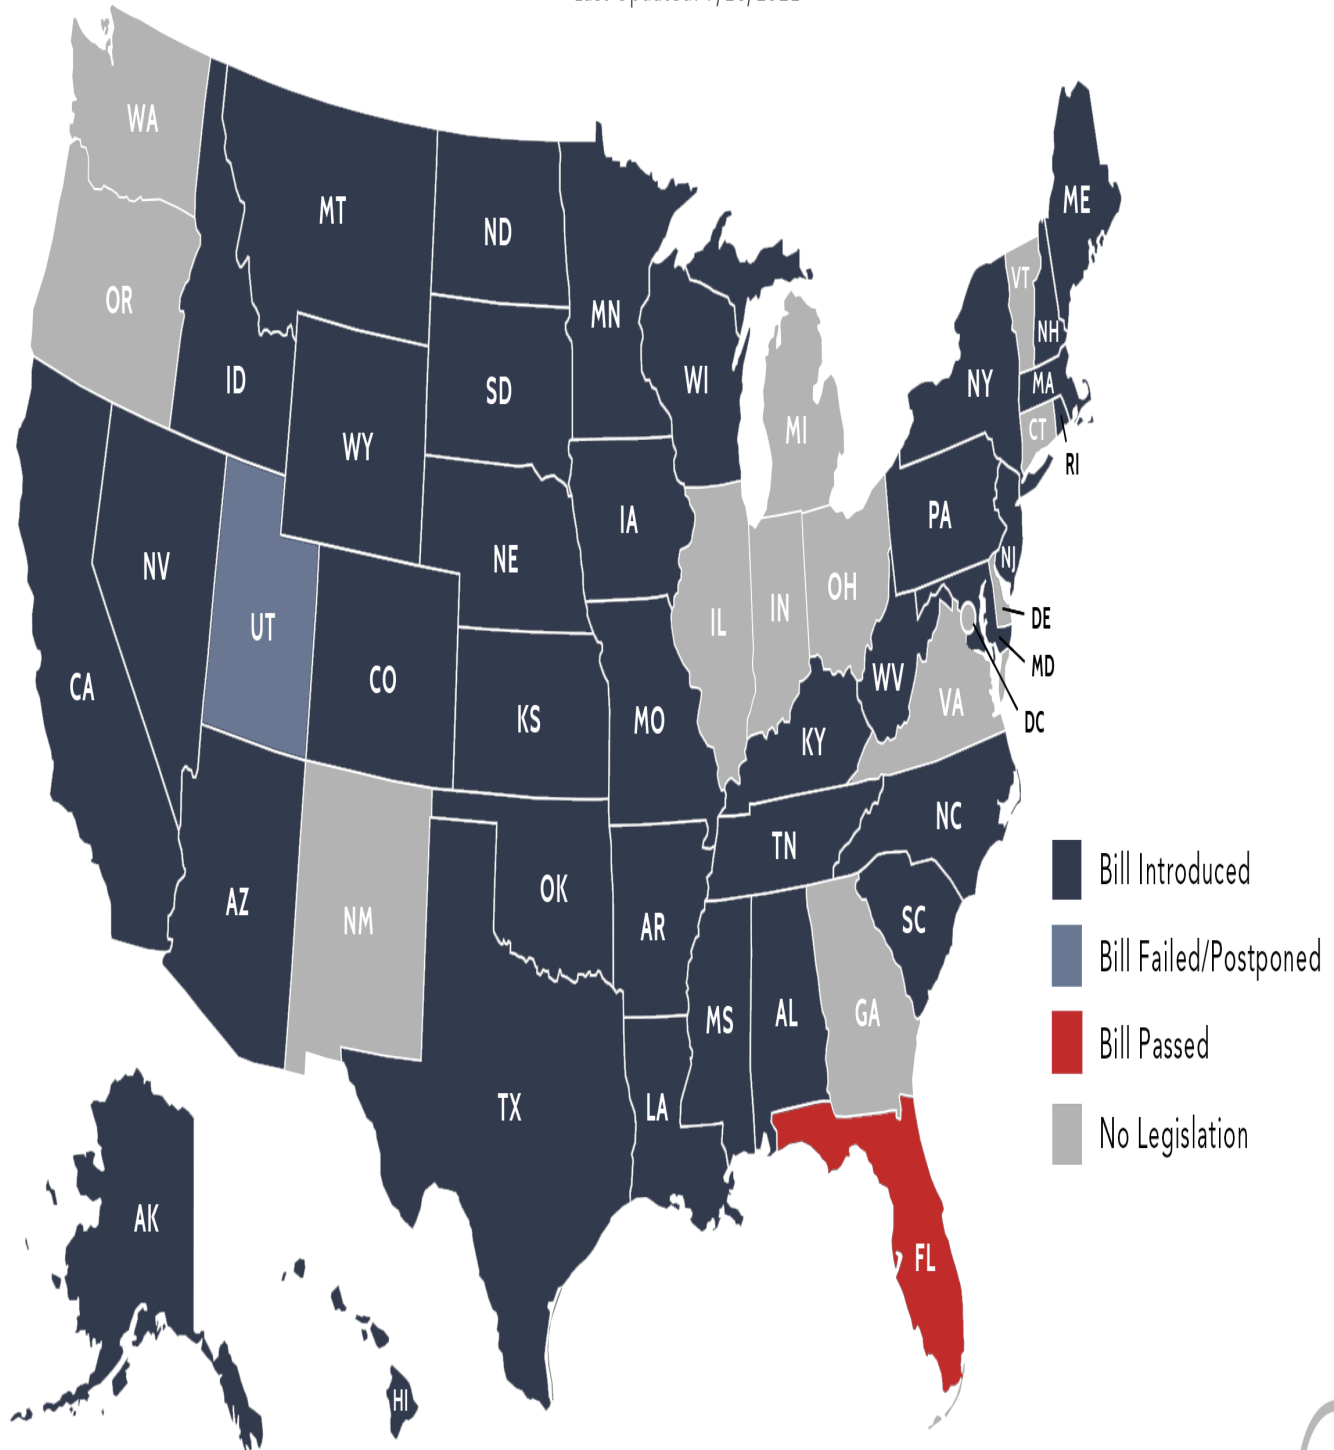 WA
MT
ND
ME
OR
MN
VT
NH
ID
SD
WI
NY
MA
WY
MI
CT
RI
IA
PA
NV
NE
NJ
UT
IL
IN
OH
DE
CO
MD
CA
KS
MO
WV
VA
DC
KY
NC
TN
AZ
OK
NM
AR
SC
MS
AL
GA
TX
LA
AK
FL
HI
Bill Introduced
Bill Failed/Postponed
Bill Passed
No Legislation